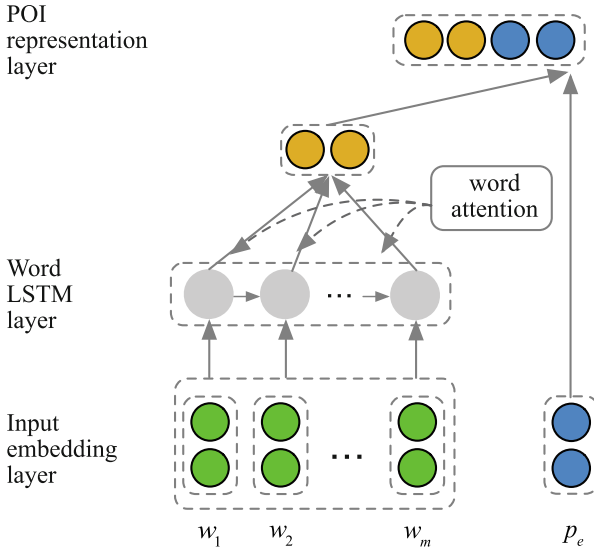 POI
representation
layer
word
attention
Word
LSTM
layer
...
Input
embedding
layer
...
w1 w2 wm pe